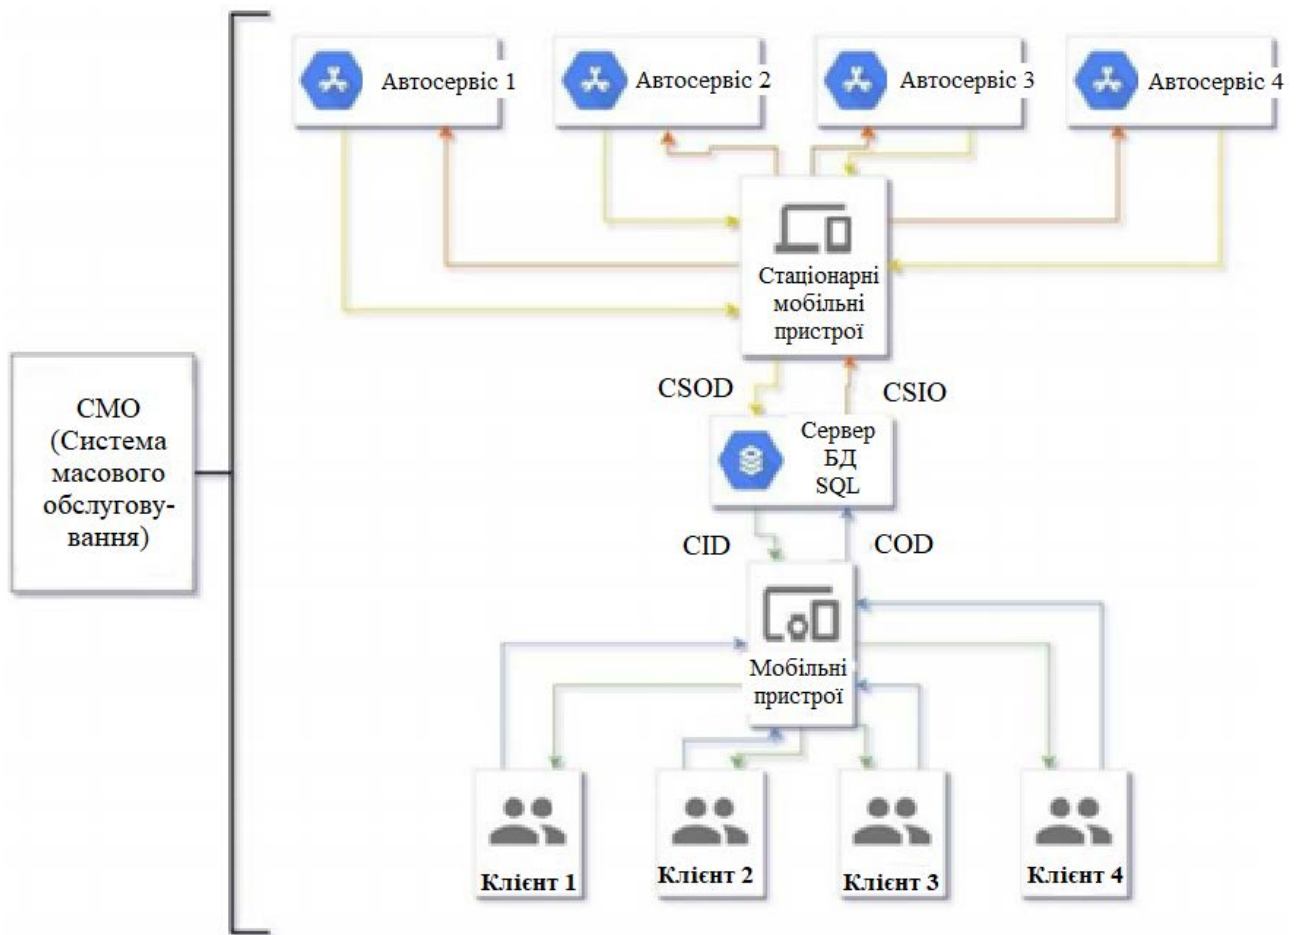 Автосервіс 1
Автосервіс 2
Автосервіс 3
Автосервіс 4
Стаціонарні
мобільні
пристрої
CSOD
CSIO
СМО
(Система
масового
обслугову-
вання)
Сервер
БД
SQL
CID
COD
Мобільні
пристрої
Клієнт 1
Клієнт 2
Клієнт 3
Клієнт 4